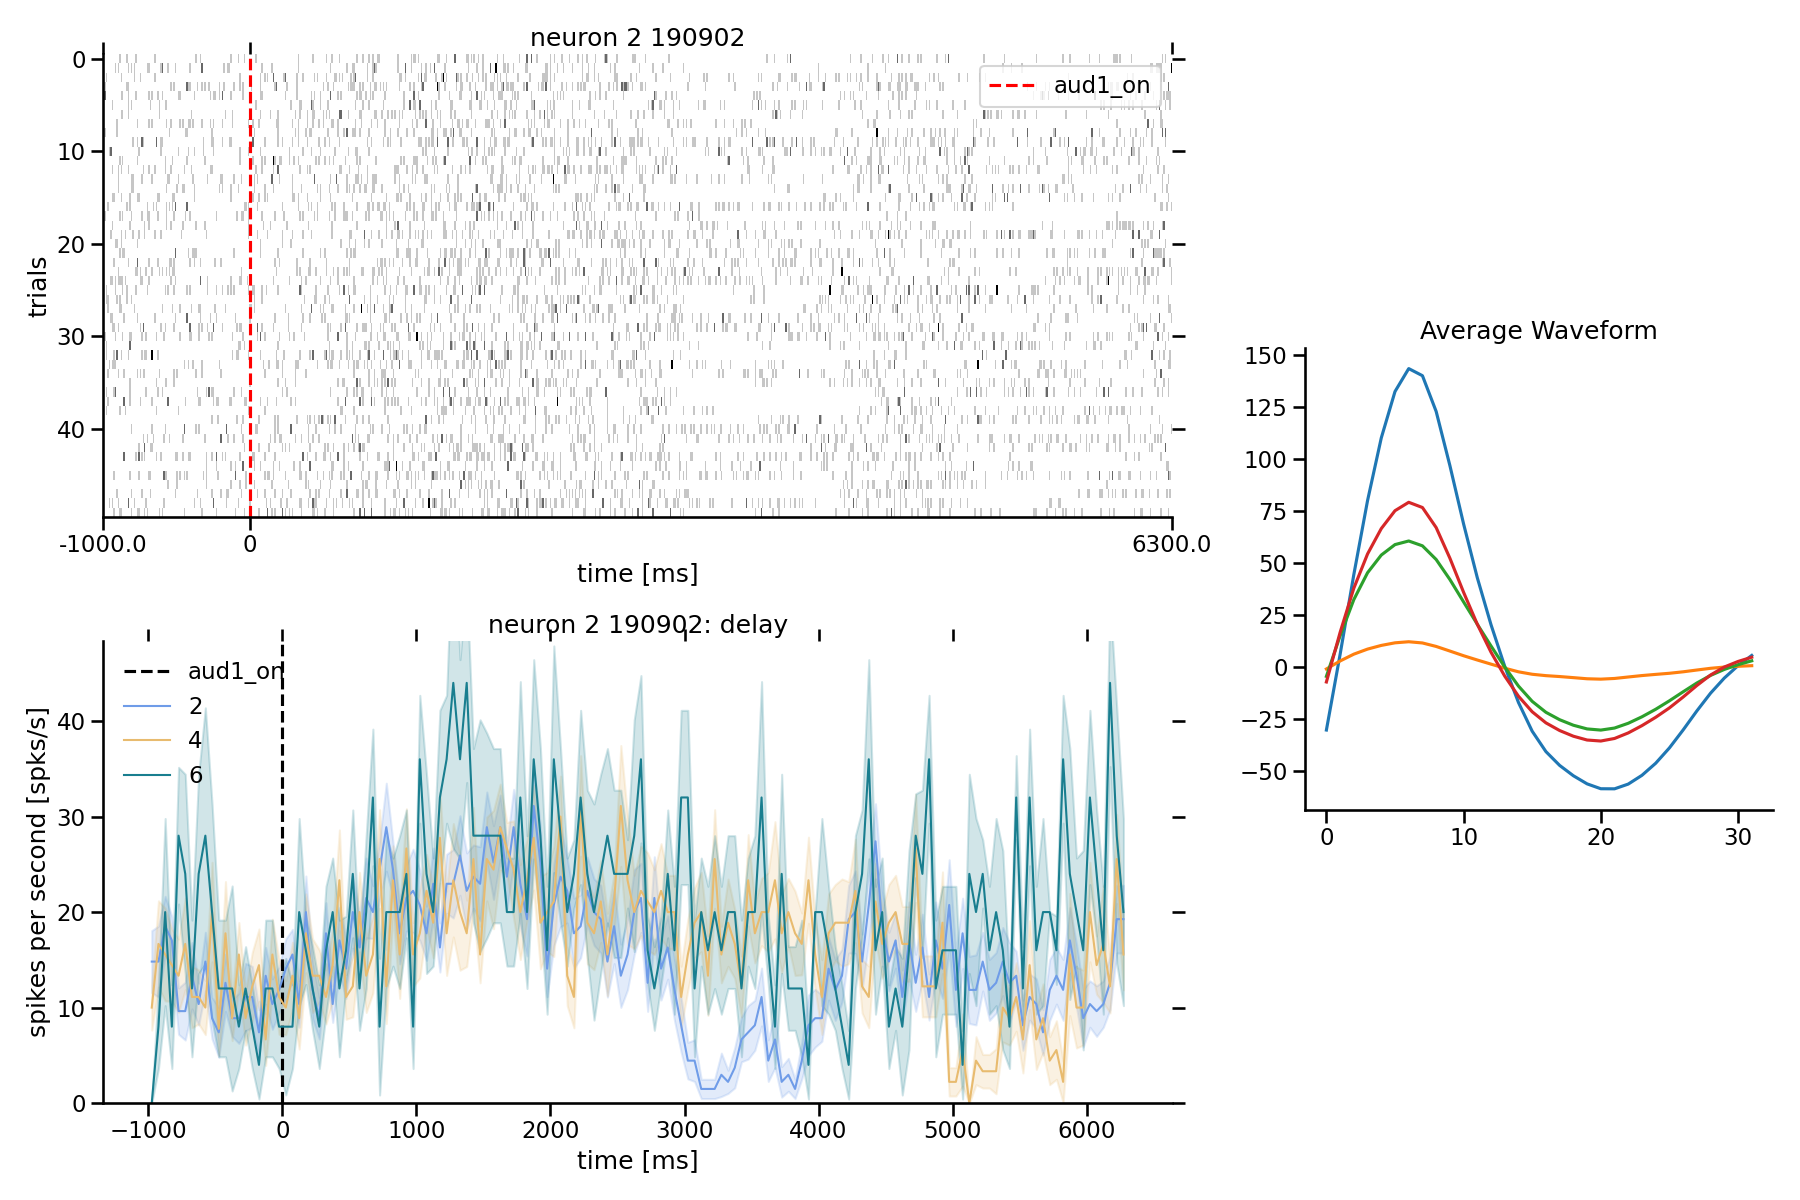 neuron 2 190902
aud1_on
0
10
20
30
40
trials
-1000.0 0 6300.0
time [ms]
neuron 2 190902: delay
aud1_on
2
4
6
40
30
20
10
0
spikes per second [spks/s]
−1000 0 1000 2000 3000 4000 5000 6000
time [ms]
Average Waveform
150
125
100
75
50
25
0
−25
−50
0 10 20 30